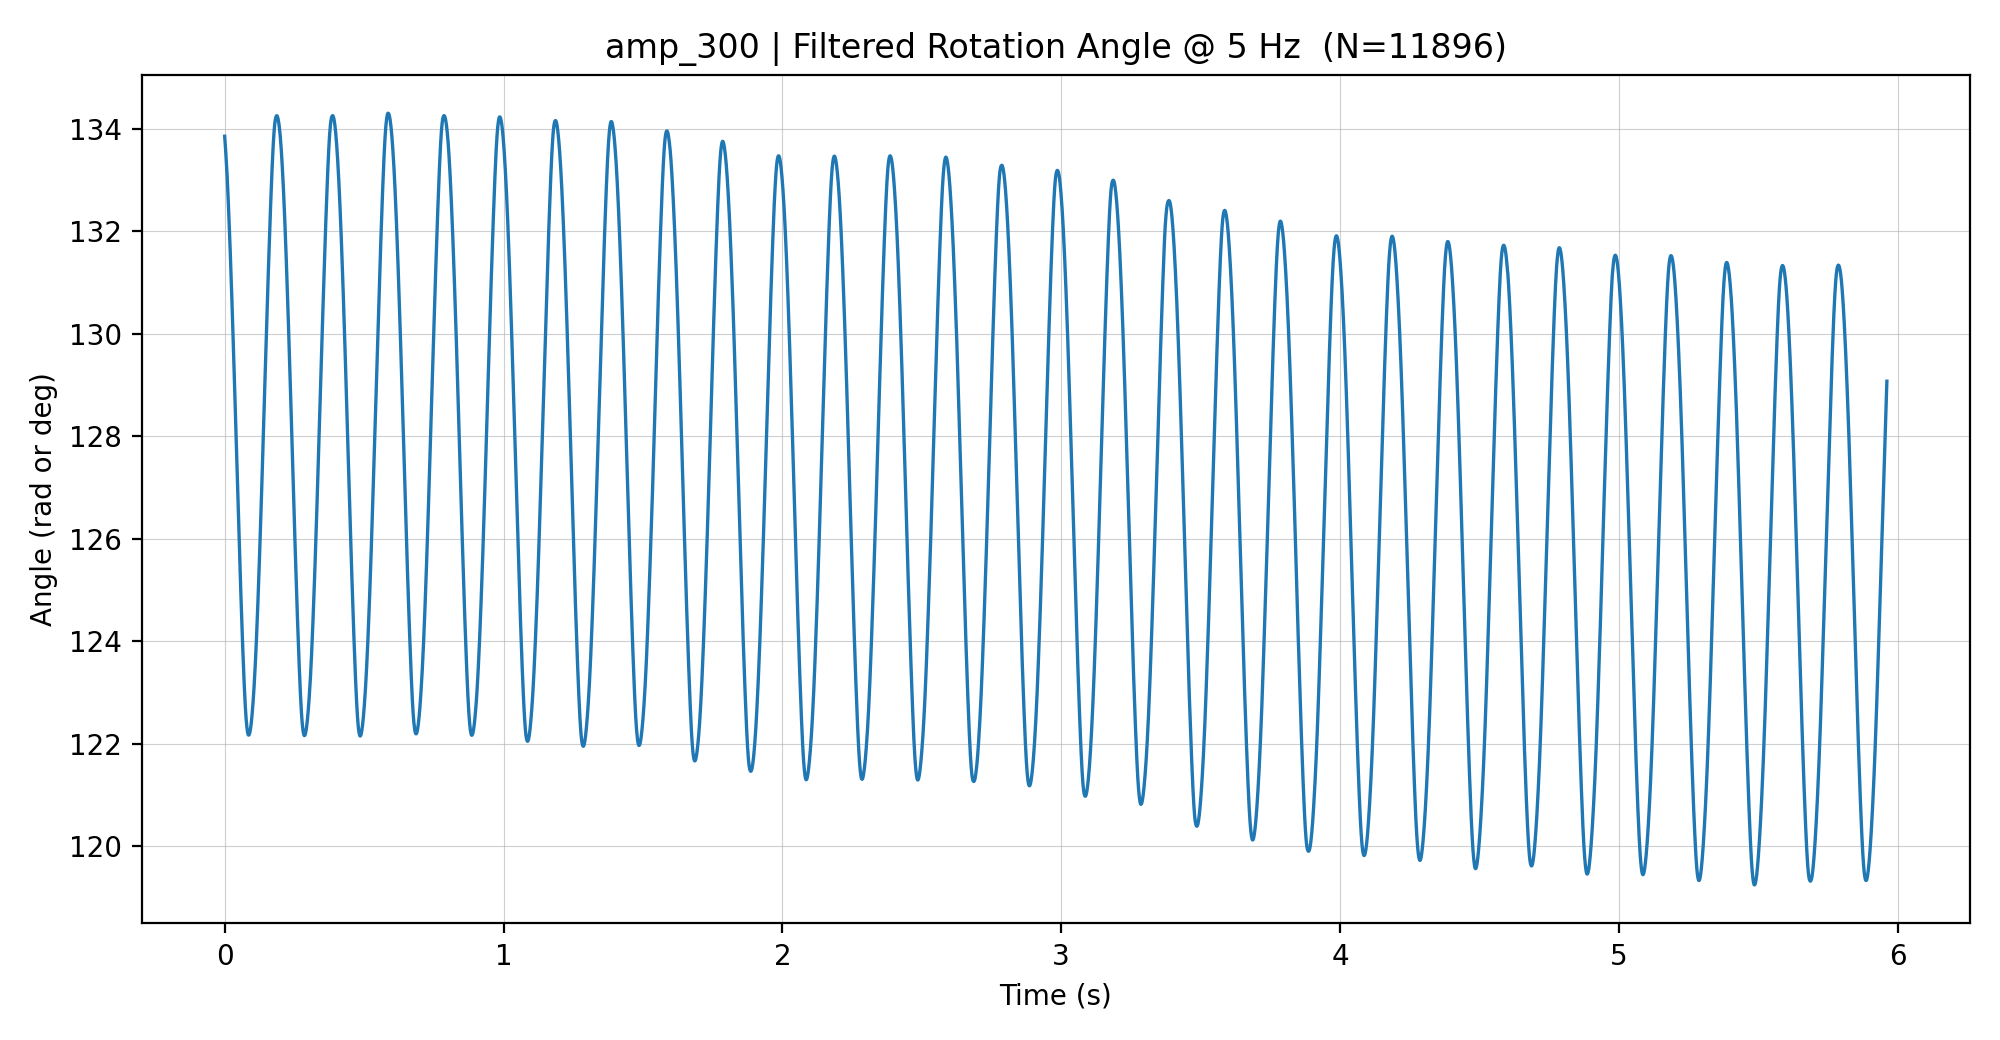 amp_300 | Filtered Rotation Angle @ 5 Hz (N=11896)
Angle (rad or deg)
134
132
130
128
126
124
122
120
0 1 2 3 4 5 6
Time (s)